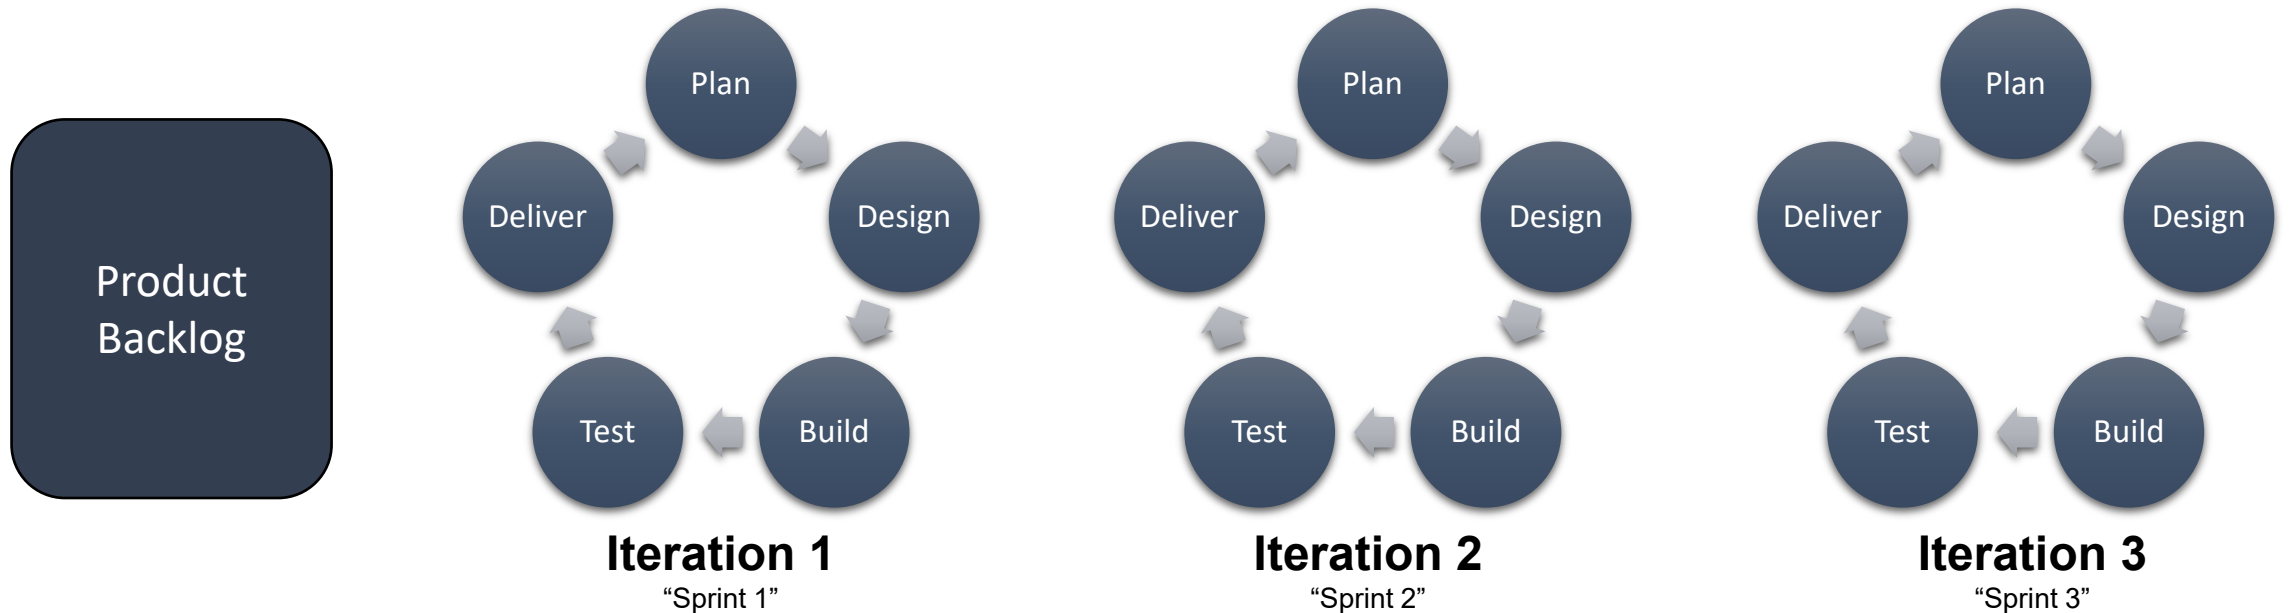 Product
Backlog
Plan
Design
Build
Test
Deliver
Iteration 1
“Sprint 1”
Plan
Design
Build
Test
Deliver
Iteration 2
“Sprint 2”
Plan
Design
Build
Test
Deliver
Iteration 3
“Sprint 3”